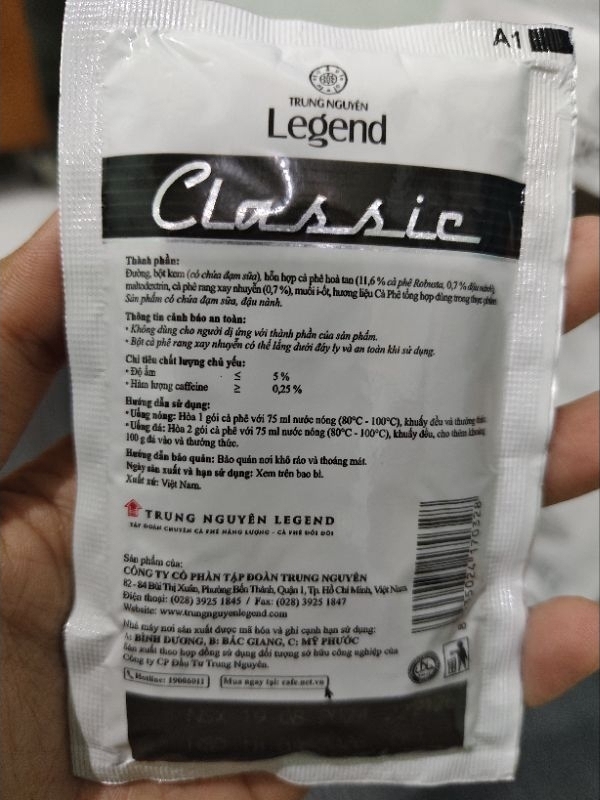 A1
TRUNG NGUYÊN
Legend
Classic
Thành phần:
Đường, bột kem (có chứa đạm sữa), hỗn hợp cà phê hoà tan (11,6 % cà phê Robusta, 0,7 % đậu nành),
maltodextrin, cà phê rang xay nhuyễn (0,7 %), muối i-ốt, hương liệu Cà Phê tổng hợp dùng trong thực phẩm
Sản phẩm có chứa đạm sữa, đậu nành.
Thông tin cảnh báo an toàn:
• Không dùng cho người dị ứng với thành phần của sản phẩm.
• Bột cà phê rang xay nhuyễn có thể lắng dưới đáy ly và an toàn khi sử dụng.
Chỉ tiêu chất lượng chủ yếu:
• Độ ẩm ≤ 5 %
• Hàm lượng caffeine ≥ 0,25 %
Hướng dẫn sử dụng:
• Uống nóng: Hòa 1 gói cà phê với 75 ml nước nóng (80°C - 100°C), khuấy đều và thưởng thức.
• Uống đá: Hòa 2 gói cà phê với 75 ml nước nóng (80°C - 100°C), khuấy đều, cho thêm khoảng
100 g đá vào và thưởng thức.
Hướng dẫn bảo quản: Bảo quản nơi khô ráo và thoáng mát.
Ngày sản xuất và hạn sử dụng: Xem trên bao bì.
Xuất xứ: Việt Nam.
TRUNG NGUYÊN LEGEND
TẬP ĐOÀN CHUYÊN CÀ PHÊ NĂNG LƯỢNG - CÀ PHÊ ĐỔI ĐỜI
Sản phẩm của:
CÔNG TY CỔ PHẦN TẬP ĐOÀN TRUNG NGUYÊN
82 - 84 Bùi Thị Xuân, Phường Bến Thành, Quận 1, Tp. Hồ Chí Minh, Việt Nam
Điện thoại: (028) 3925 1845 / Fax: (028) 3925 1847
Website: www.trungnguyenlegend.com
Nhà máy nơi sản xuất được mã hóa và ghi cạnh hạn sử dụng:
A: BÌNH DƯƠNG, B: BẮC GIANG, C: MỸ PHƯỚC
Sản xuất theo hợp đồng sử dụng đối tượng sở hữu công nghiệp của
Công ty CP Đầu Tư Trung Nguyên.
Hotline: 19006011
Mua ngay tại: cafe.net.vn